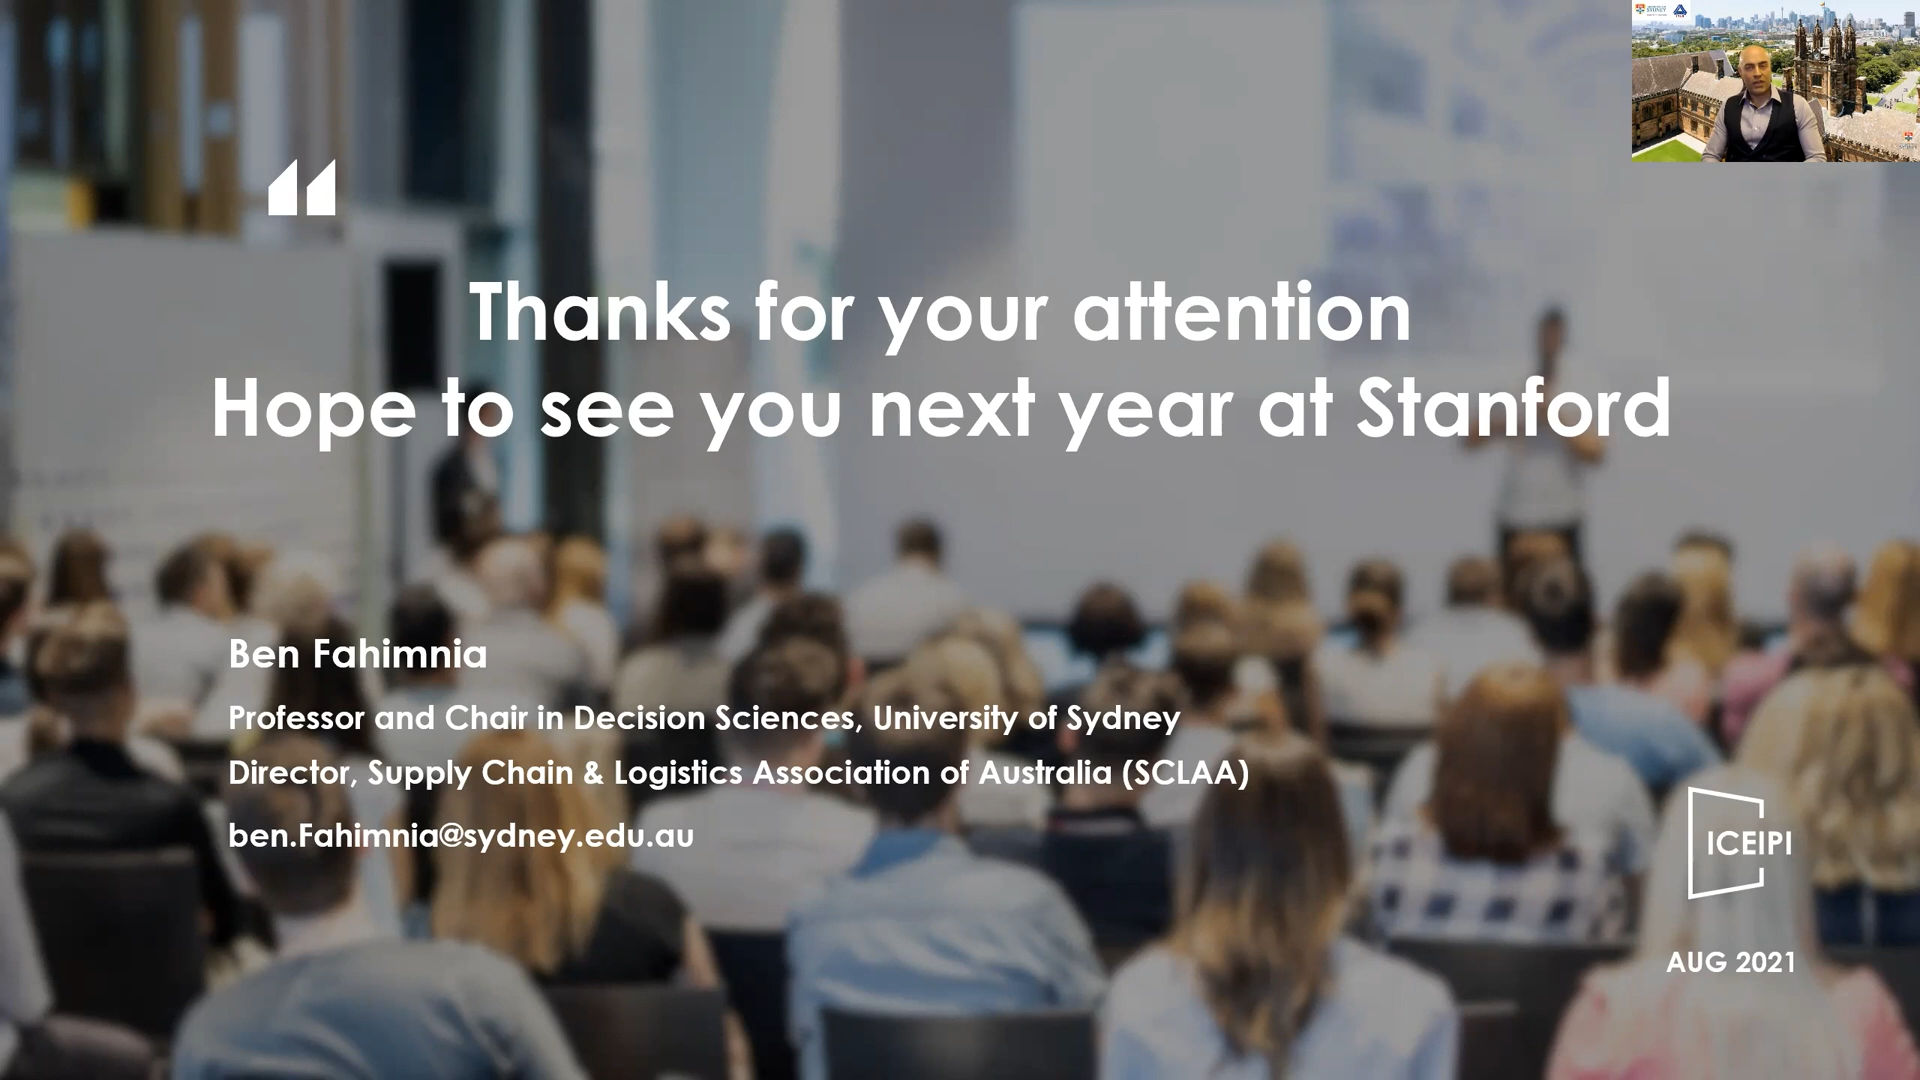 Thanks for your attention
Hope to see you next year at Stanford
Ben Fahimnia
Professor and Chair in Decision Sciences, University of Sydney
Director, Supply Chain & Logistics Association of Australia (SCLAA)
ben.Fahimnia@sydney.edu.au
ICEIPI
AUG 2021